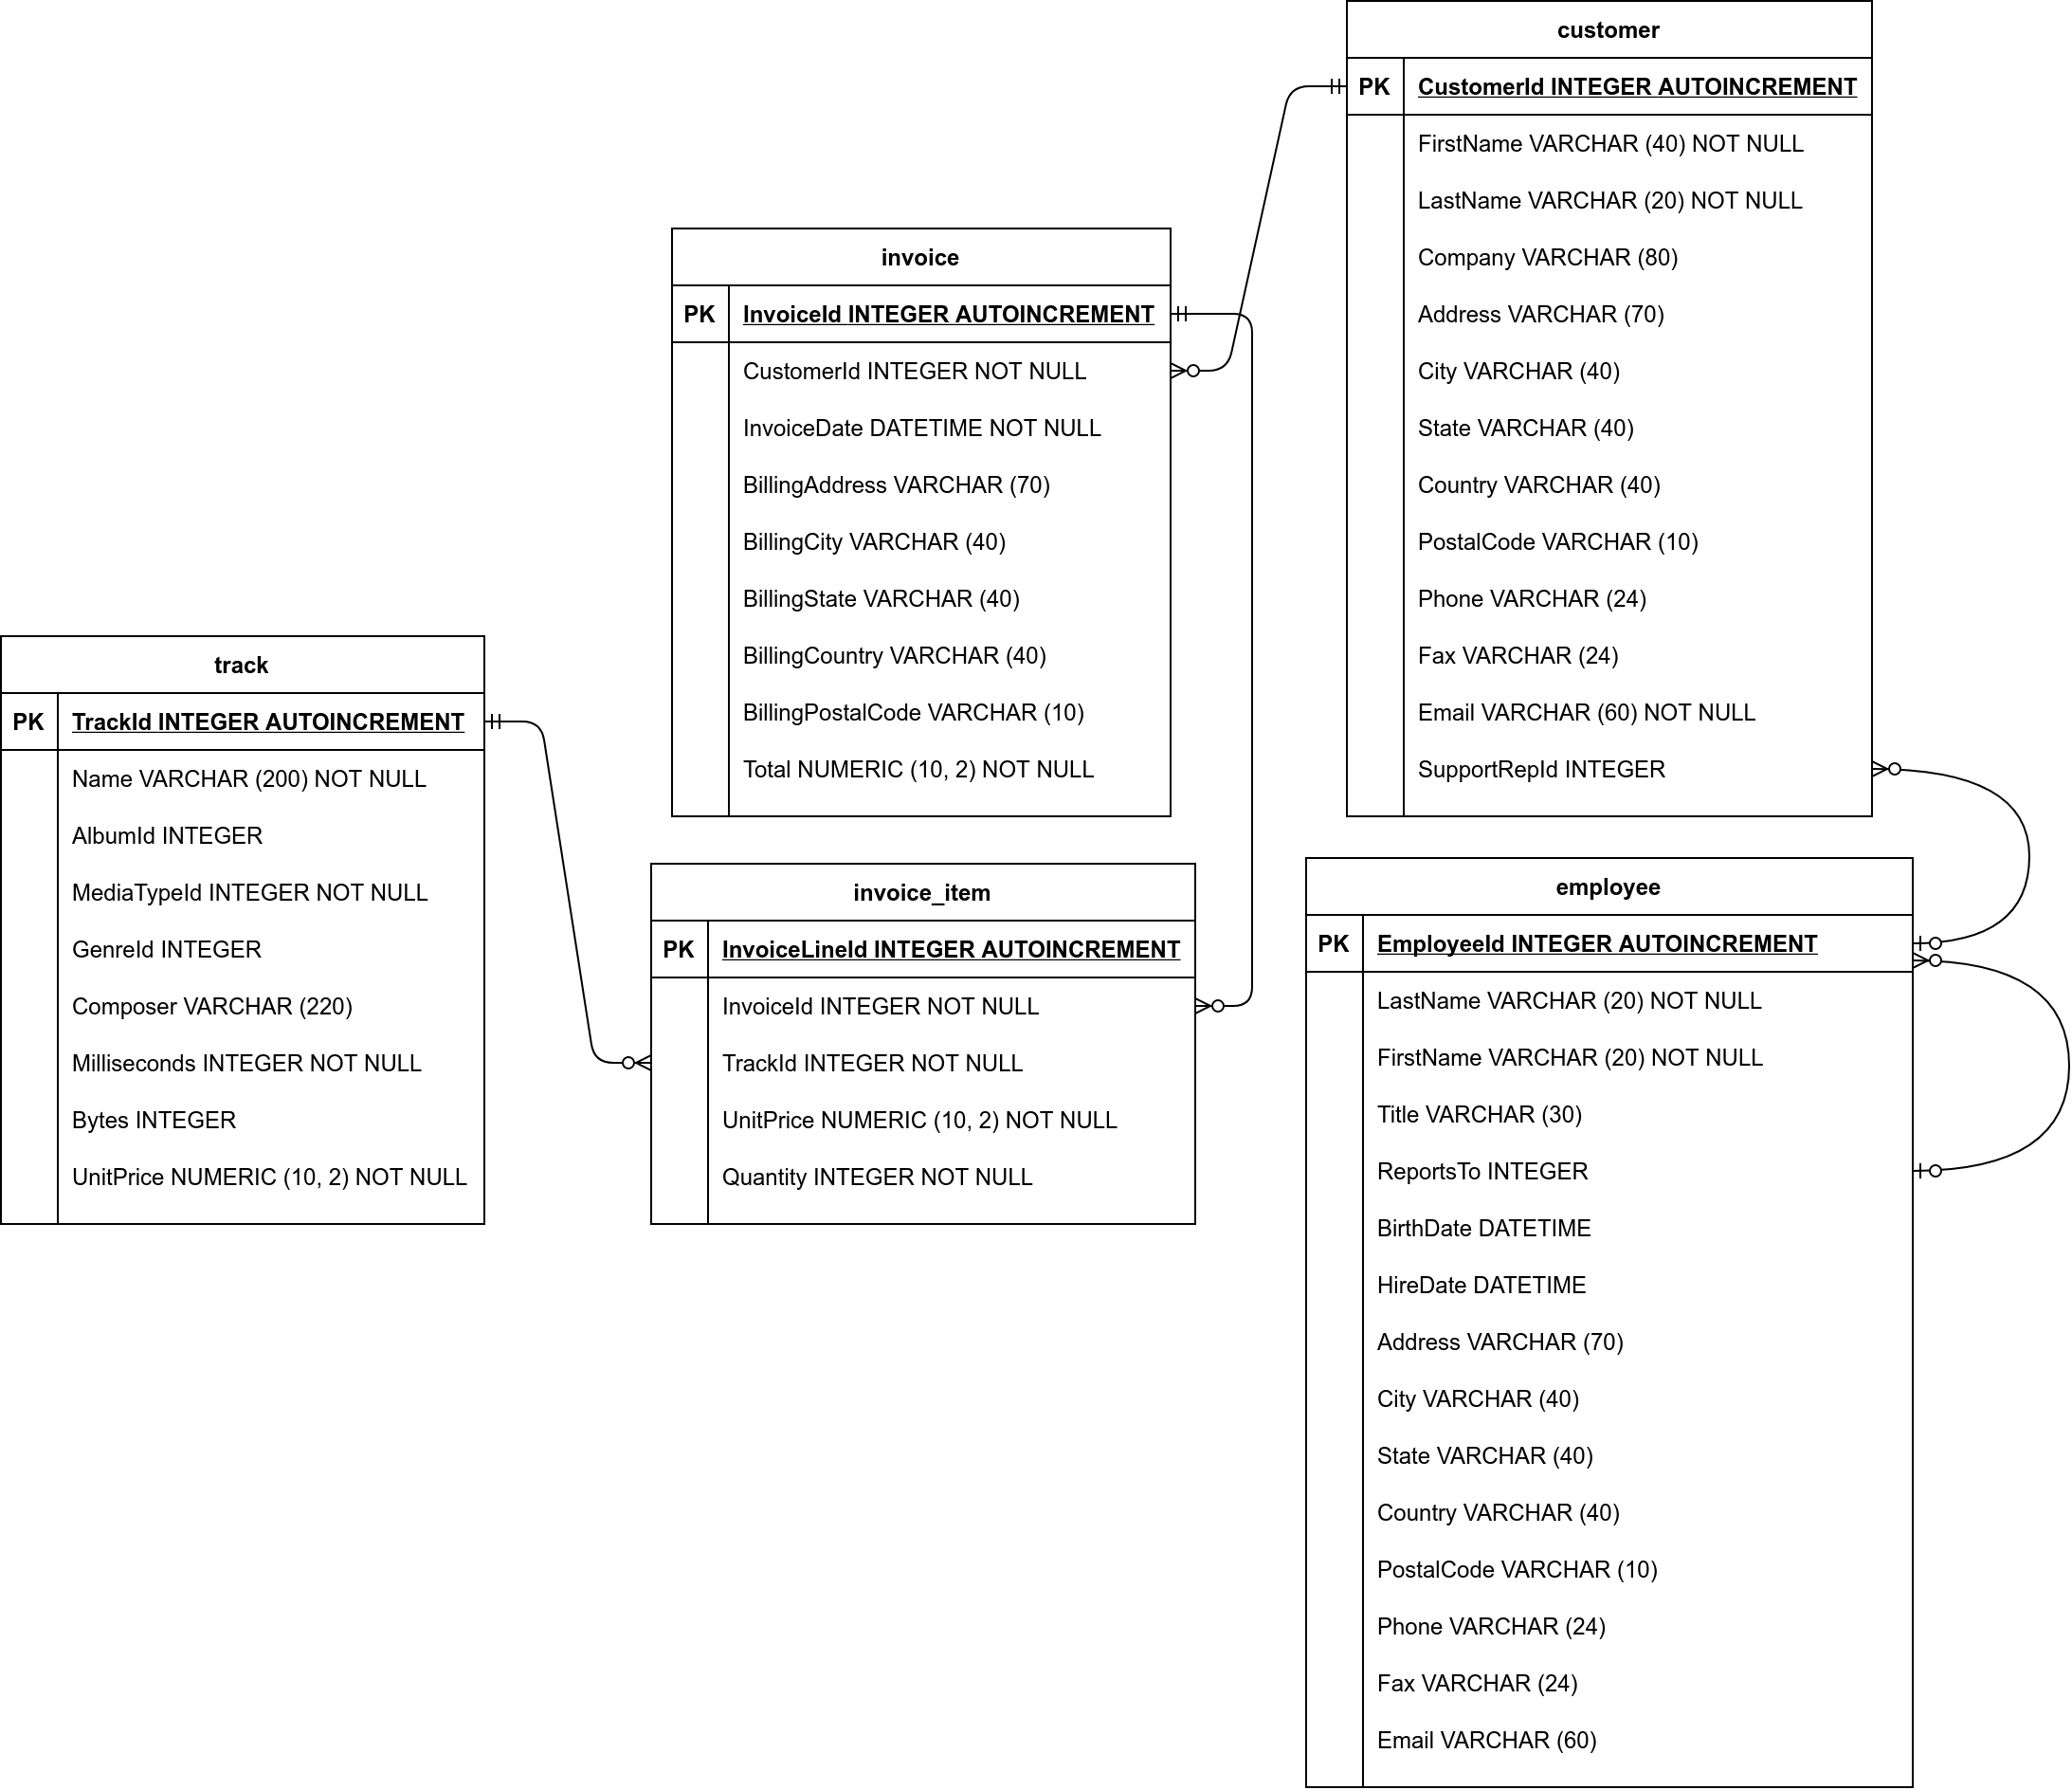 customer
PK CustomerId INTEGER AUTOINCREMENT
FirstName VARCHAR (40) NOT NULL
LastName VARCHAR (20) NOT NULL
Company VARCHAR (80)
Address VARCHAR (70)
City VARCHAR (40)
State VARCHAR (40)
Country VARCHAR (40)
PostalCode VARCHAR (10)
Phone VARCHAR (24)
Fax VARCHAR (24)
Email VARCHAR (60) NOT NULL
SupportRepId INTEGER
invoice
PK InvoiceId INTEGER AUTOINCREMENT
CustomerId INTEGER NOT NULL
InvoiceDate DATETIME NOT NULL
BillingAddress VARCHAR (70)
BillingCity VARCHAR (40)
BillingState VARCHAR (40)
BillingCountry VARCHAR (40)
BillingPostalCode VARCHAR (10)
Total NUMERIC (10, 2) NOT NULL
track
PK TrackId INTEGER AUTOINCREMENT
Name VARCHAR (200) NOT NULL
AlbumId INTEGER
MediaTypeId INTEGER NOT NULL
GenreId INTEGER
Composer VARCHAR (220)
Milliseconds INTEGER NOT NULL
Bytes INTEGER
UnitPrice NUMERIC (10, 2) NOT NULL
invoice_item
PK InvoiceLineId INTEGER AUTOINCREMENT
InvoiceId INTEGER NOT NULL
TrackId INTEGER NOT NULL
UnitPrice NUMERIC (10, 2) NOT NULL
Quantity INTEGER NOT NULL
employee
PK EmployeeId INTEGER AUTOINCREMENT
LastName VARCHAR (20) NOT NULL
FirstName VARCHAR (20) NOT NULL
Title VARCHAR (30)
ReportsTo INTEGER
BirthDate DATETIME
HireDate DATETIME
Address VARCHAR (70)
City VARCHAR (40)
State VARCHAR (40)
Country VARCHAR (40)
PostalCode VARCHAR (10)
Phone VARCHAR (24)
Fax VARCHAR (24)
Email VARCHAR (60)